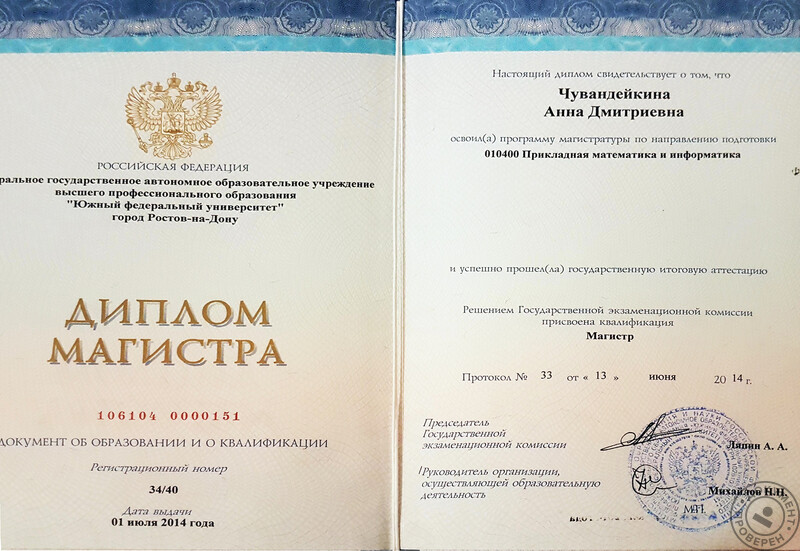 РОССИЙСКАЯ ФЕДЕРАЦИЯ
государственное автономное образовательное учреждение
высшего профессионального образования
"Южный федеральный университет"
город Ростов-на-Дону
ДИПЛОМ
МАГИСТРА
106104 0000151
ДОКУМЕНТ ОБ ОБРАЗОВАНИИ И О КВАЛИФИКАЦИИ
Регистрационный номер
34/40
Дата выдачи
01 июля 2014 года
Настоящий диплом свидетельствует о том, что
Чувандейкина
Анна Дмитриевна
освоил(а) программу магистратуры по направлению подготовки
010400 Прикладная математика и информатика
и успешно прошел(ла) государственную итоговую аттестацию
Решением Государственной экзаменационной комиссии
присвоена квалификация
Магистр
Протокол № 33 от « 13 » июня 2014 г.
Председатель
Государственной
экзаменационной комиссии
Ляпин А. А.
Руководитель организации,
осуществляющей образовательную
деятельность
Михайлов Н.Н.
М.П.
ДОКУМЕНТ
ПРОВЕРЕН